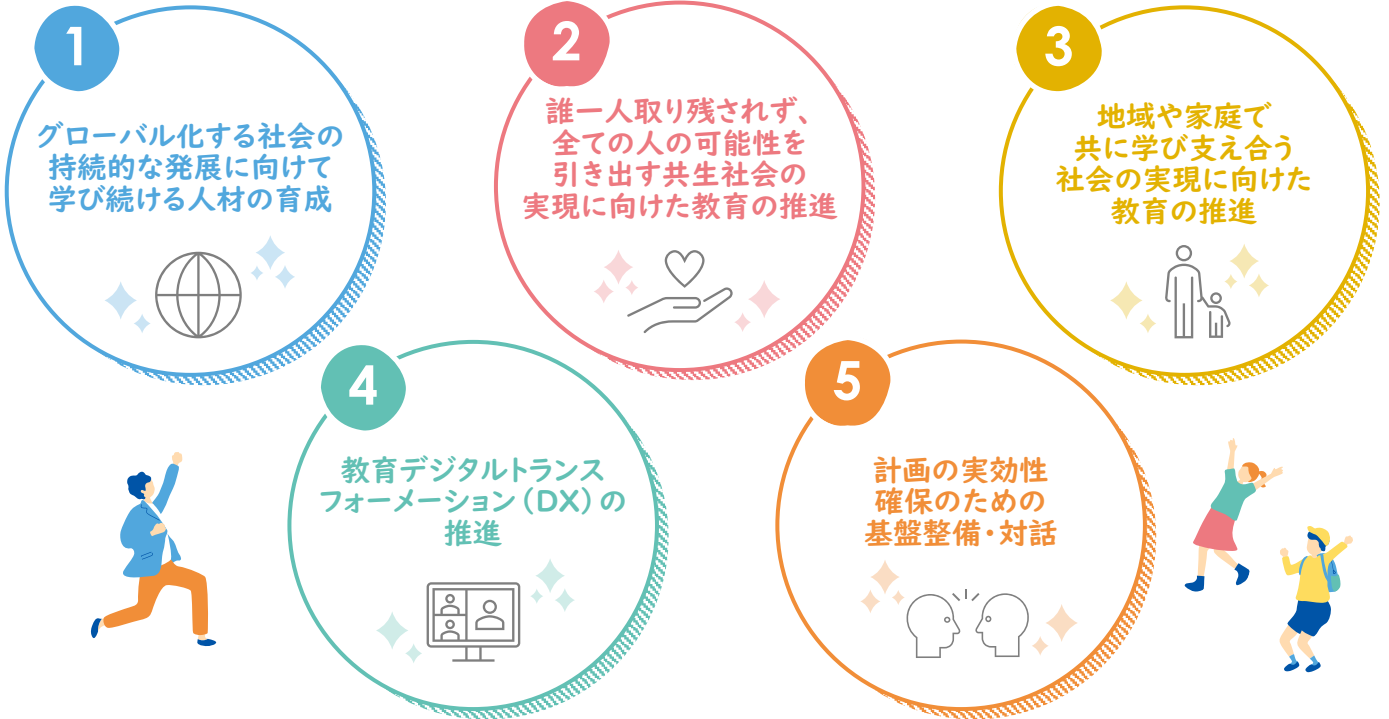 1
グローバル化する社会の
持続的な発展に向けて
学び続ける人材の育成
2
誰一人取り残されず、
全ての人の可能性を
引き出す共生社会の
実現に向けた教育の推進
3
地域や家庭で
共に学び支え合う
社会の実現に向けた
教育の推進
4
教育デジタルトランス
フォーメーション（DX）の
推進
5
計画の実効性
確保のための
基盤整備・対話